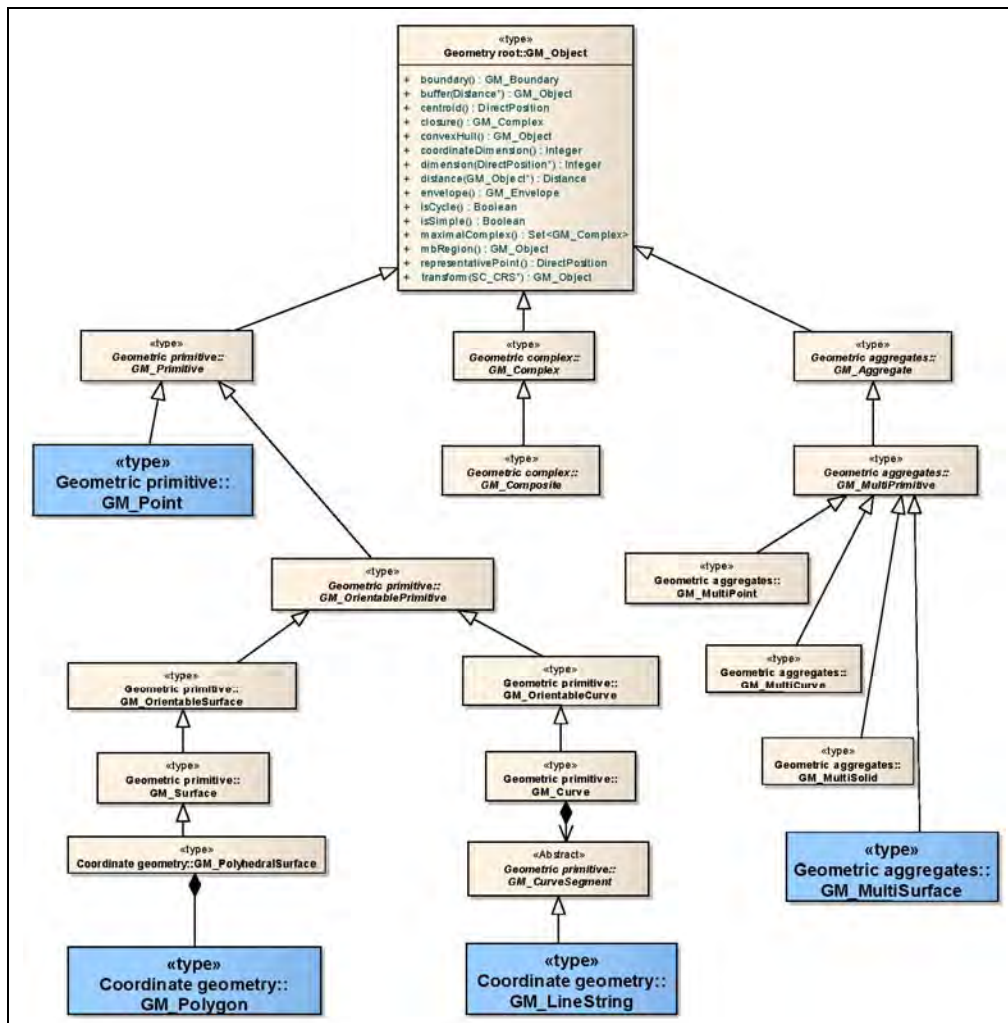 «type»
Geometry root::GM_Object
+ boundary() : GM_Boundary
+ buffer(Distance*) : GM_Object
+ centroid() : DirectPosition
+ closure() : GM_Complex
+ convexHull() : GM_Object
+ coordinateDimension() : Integer
+ dimension(DirectPosition*) : Integer
+ distance(GM_Object*) : Distance
+ envelope() : GM_Envelope
+ isCycle() : Boolean
+ isSimple() : Boolean
+ maximalComplex() : Set<GM_Complex>
+ mbRegion() : GM_Object
+ representativePoint() : DirectPosition
+ transform(SC_CRS*) : GM_Object
«type»
Geometric primitive::
GM_Primitive
«type»
Geometric complex::
GM_Complex
«type»
Geometric aggregates::
GM_Aggregate
«type»
Geometric primitive::
GM_Point
«type»
Geometric complex::
GM_Composite
«type»
Geometric aggregates::
GM_MultiPrimitive
«type»
Geometric primitive::
GM_OrientablePrimitive
«type»
Geometric aggregates::
GM_MultiPoint
«type»
Geometric primitive::
GM_OrientableSurface
«type»
Geometric primitive::
GM_OrientableCurve
«type»
Geometric aggregates::
GM_MultiCurve
«type»
Geometric primitive::
GM_Surface
«type»
Geometric primitive::
GM_Curve
«type»
Geometric aggregates::
GM_MultiSolid
«type»
Coordinate geometry::GM_PolyhedralSurface
«Abstract»
Geometric primitive::
GM_CurveSegment
«type»
Geometric aggregates::
GM_MultiSurface
«type»
Coordinate geometry::
GM_Polygon
«type»
Coordinate geometry::
GM_LineString